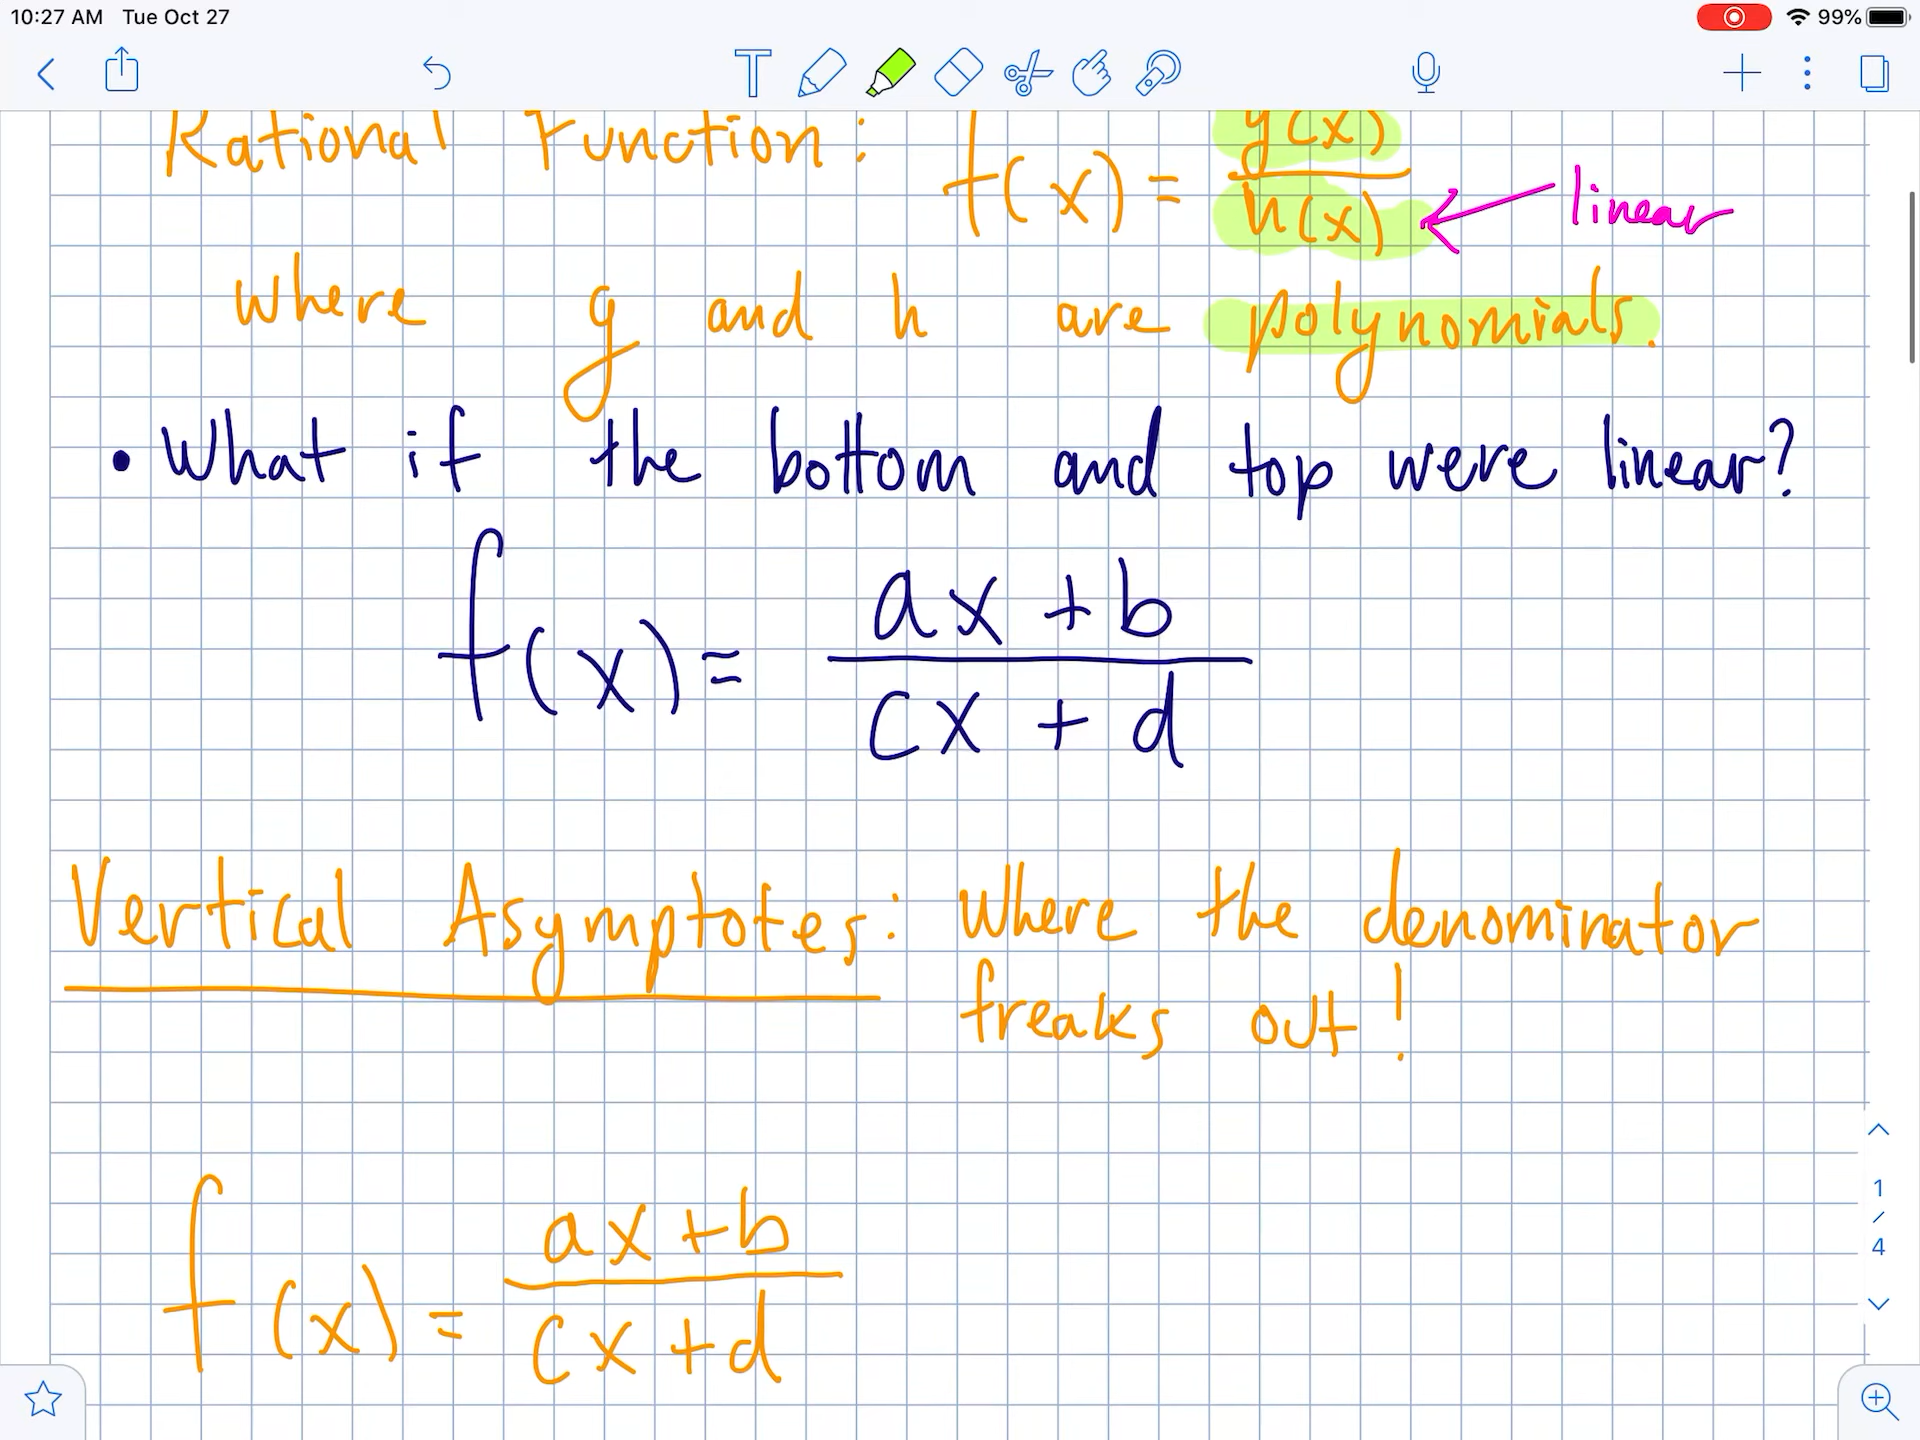 10:27 AM Tue Oct 27
99%
T
Rational Function: f(x) = g(x)/h(x) linear
where g and h are polynomials.
• What if the bottom and top were linear?
f(x) = (ax + b)/(cx + d)
Vertical Asymptotes: Where the denominator
freaks out!
f(x) = (ax + b)/(cx + d)
1
/
4